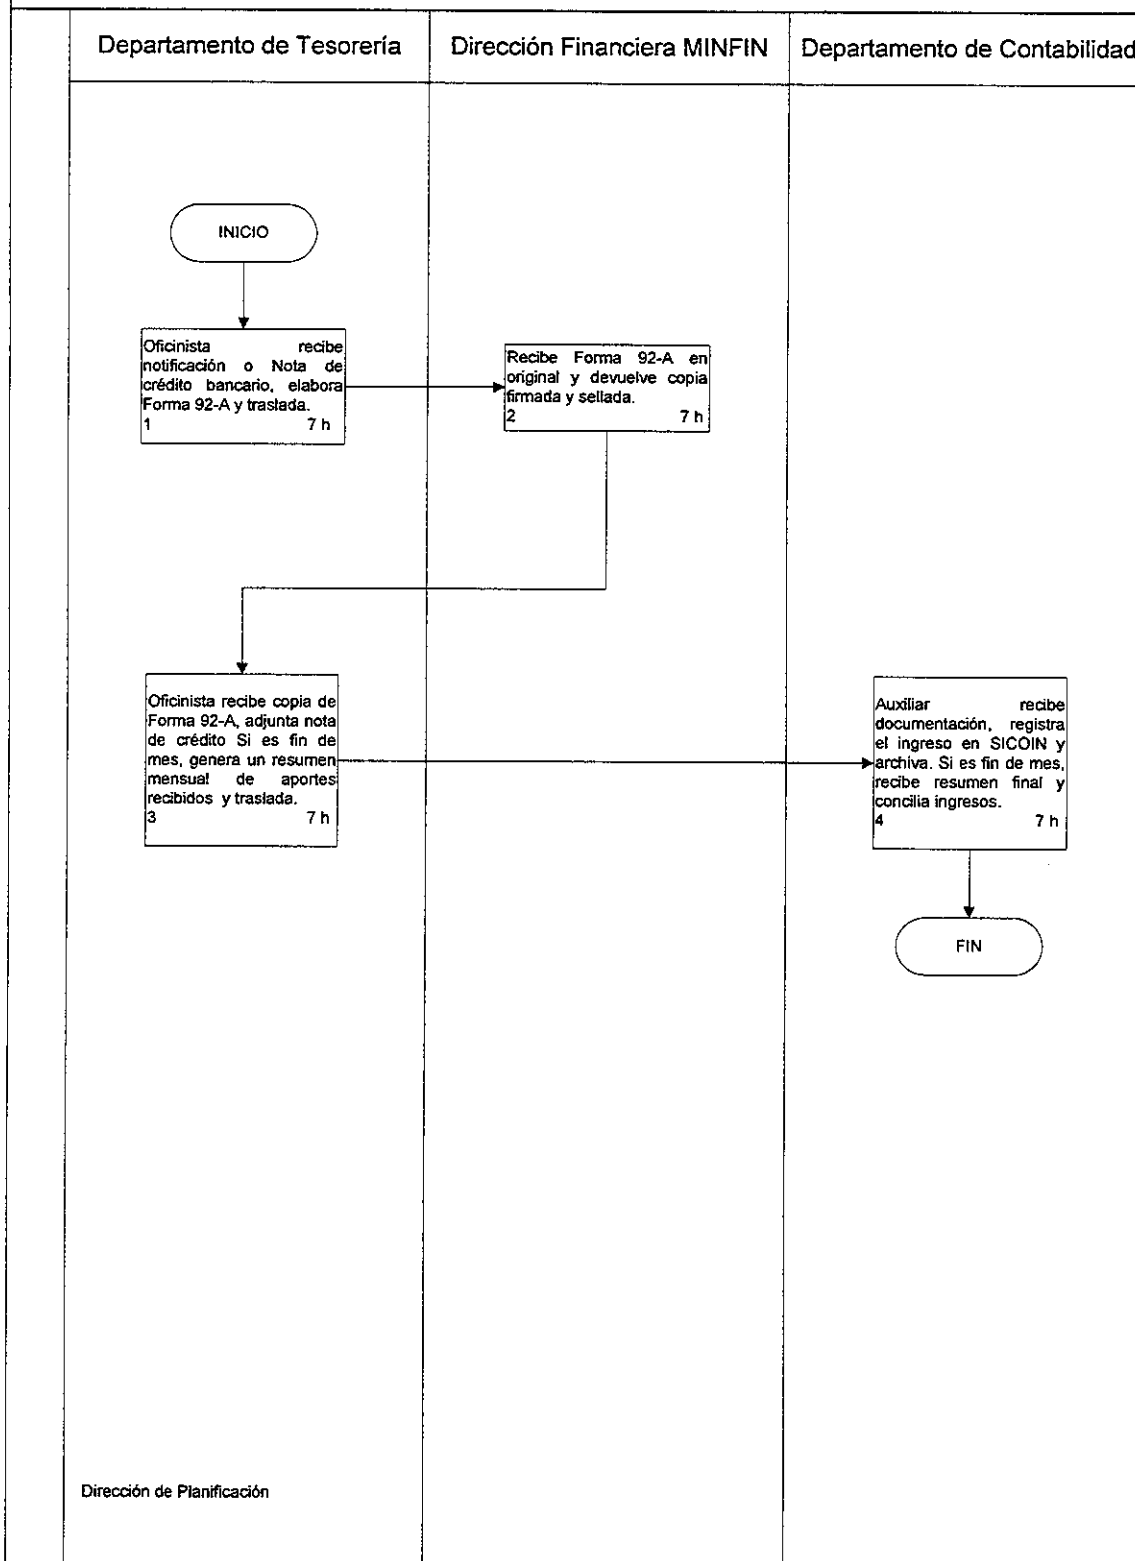 Departamento de Tesorería
Dirección Financiera MINFIN
Departamento de Contabilidad
INICIO
Oficinista recibe
notificación o Nota de
crédito bancario, elabora
Forma 92-A y traslada.
1 7 h
Recibe Forma 92-A en
original y devuelve copia
firmada y sellada.
2 7 h
Oficinista recibe copia de
Forma 92-A, adjunta nota
de crédito Si es fin de
mes, genera un resumen
mensual de aportes
recibidos y traslada.
3 7 h
Auxiliar recibe
documentación, registra
el ingreso en SICOIN y
archiva. Si es fin de mes,
recibe resumen final y
concilia ingresos.
4 7 h
FIN
Dirección de Planificación